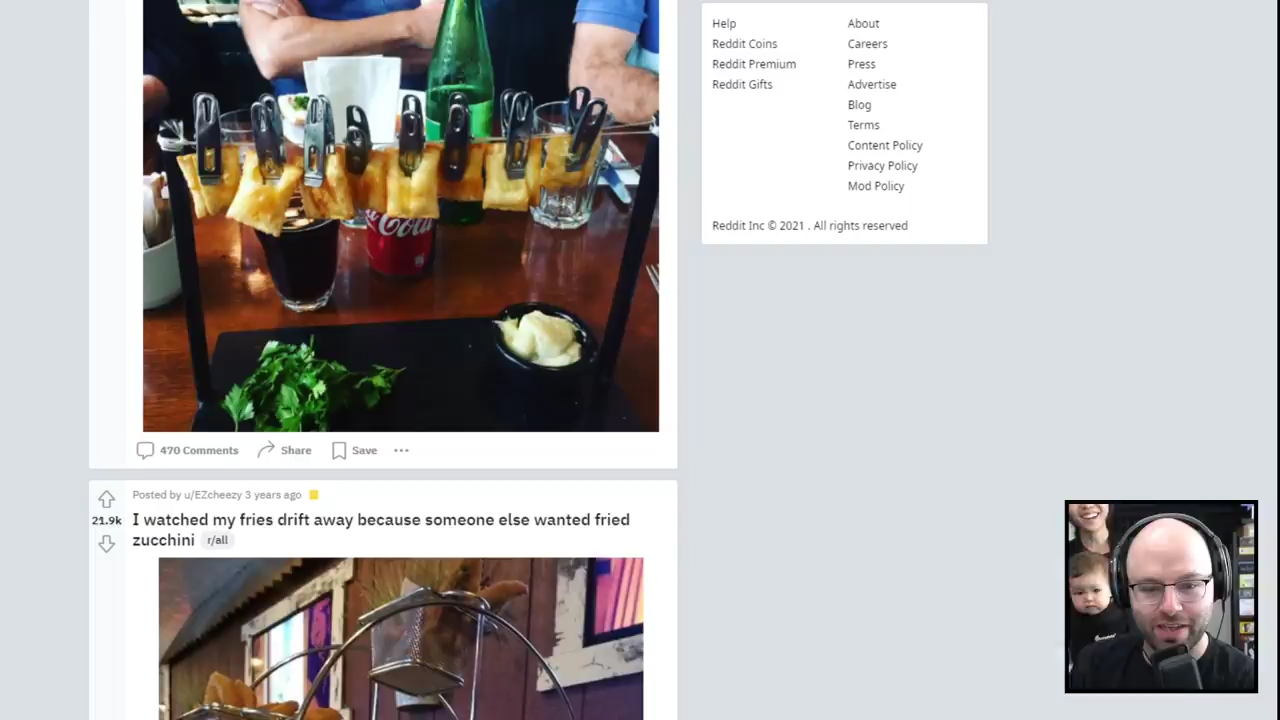 Help
About
Reddit Coins
Careers
Reddit Premium
Press
Reddit Gifts
Advertise
Blog
Terms
Content Policy
Privacy Policy
Mod Policy
Reddit Inc © 2021 . All rights reserved
470 Comments
Share
Save
Posted by u/EZcheezy 3 years ago
21.9k
I watched my fries drift away because someone else wanted fried
zucchini
r/all